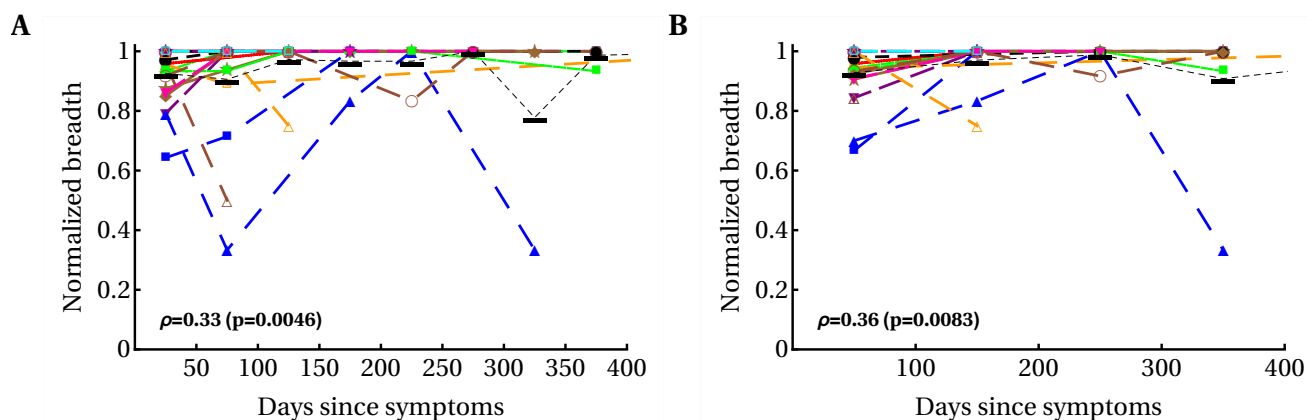 A
Normalized breadth
1
0.8
0.6
0.4
0.2
0
ρ=0.33 (p=0.0046)
50 100 150 200 250 300 350 400
Days since symptoms
B
Normalized breadth
1
0.8
0.6
0.4
0.2
0
ρ=0.36 (p=0.0083)
100 200 300 400
Days since symptoms